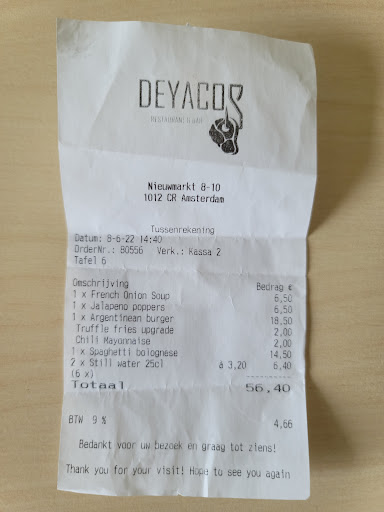 DEYACOS
RESTAURANT & BAR
Nieuwmarkt 8-10
1012 CR Amsterdam
Tussenrekening
Datum: 8-6-22 14:40
OrderNr.: 80556 Verk.: Kassa 2
Tafel 6
Omschrijving Bedrag €
1 x French Onion Soup 6,50
1 x Jalapeno poppers 6,50
1 x Argentinean burger 18,50
Truffle fries upgrade 2,00
Chili Mayonnaise 2,00
1 x Spaghetti bolognese 14,50
2 x Still water 25cl á 3,20 6,40
(6 x)
Totaal 56,40
BTW 9 % 4,66
Bedankt voor uw bezoek en graag tot ziens!
Thank you for your visit! Hope to see you again